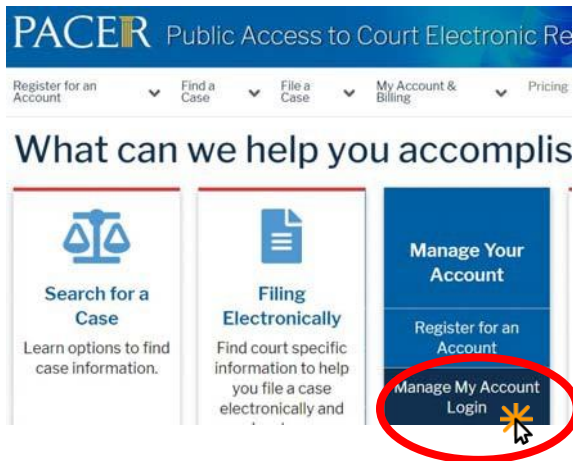 PACER Public Access to Court Electronic Re
Register for an Account
Find a Case
File a Case
My Account & Billing
Pricing
What can we help you accomplis
Search for a
Case
Learn options to find
case information.
Filing
Electronically
Find court specific
information to help
you file a case
electronically and
Manage Your
Account
Register for an
Account
Manage My Account
Login